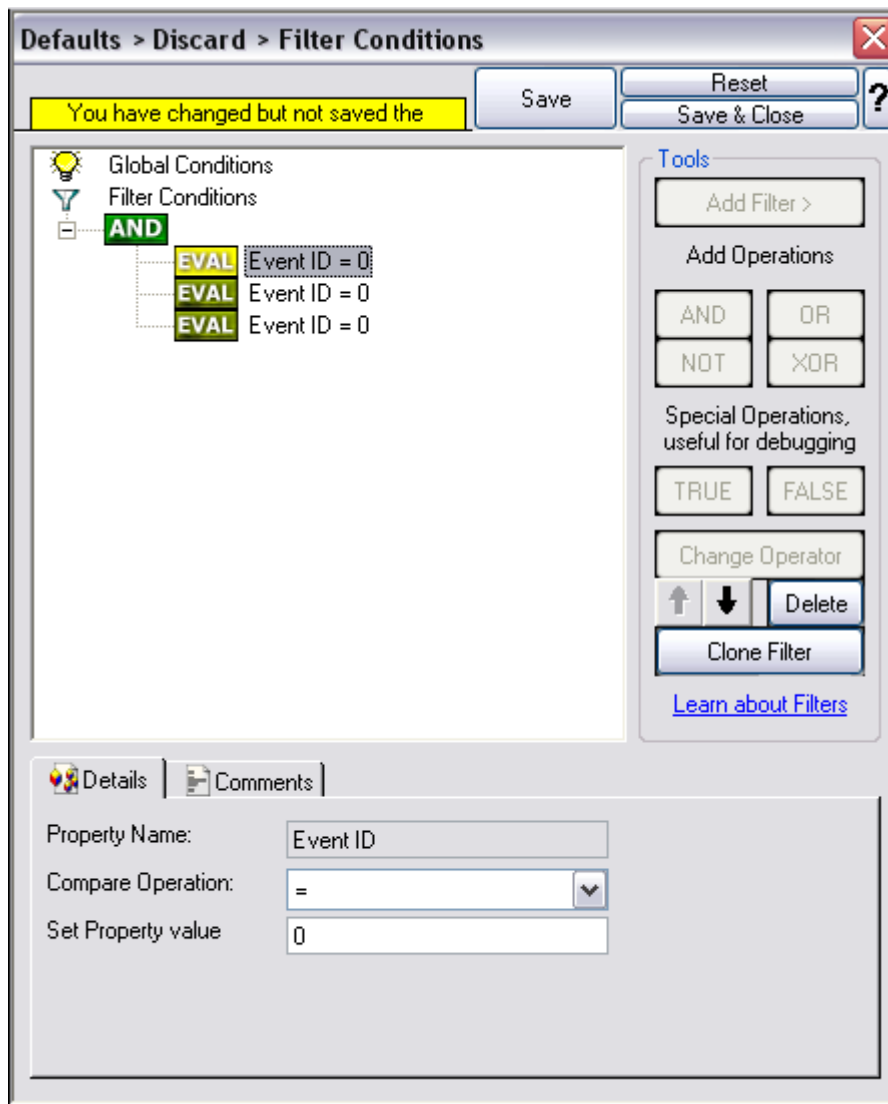 Defaults > Discard > Filter Conditions
You have changed but not saved the
Save
Reset
Save & Close
?
Global Conditions
Filter Conditions
AND
EVAL Event ID = 0
EVAL Event ID = 0
EVAL Event ID = 0
Tools
Add Filter >
Add Operations
AND OR
NOT XOR
Special Operations,
useful for debugging
TRUE FALSE
Change Operator
Delete
Clone Filter
Learn about Filters
Details Comments
Property Name: Event ID
Compare Operation: =
Set Property value 0